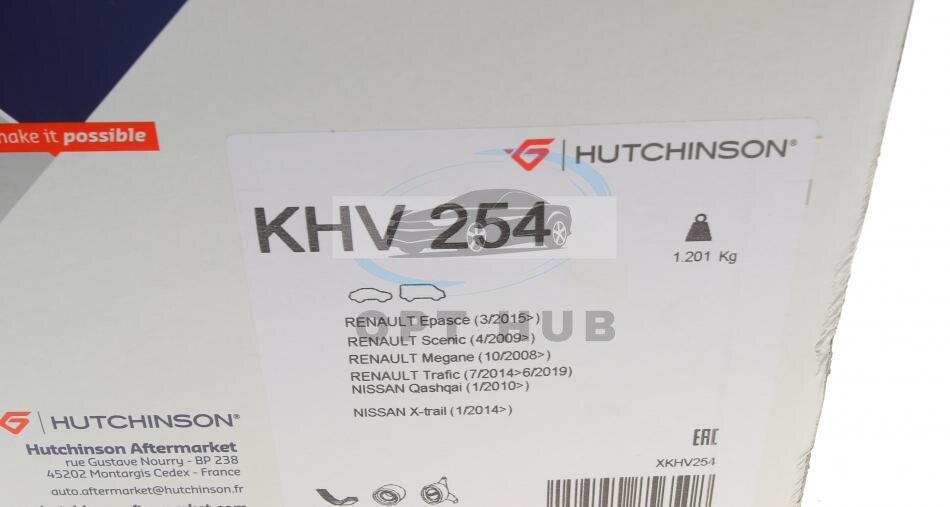 make it possible
HUTCHINSON®
KHV 254
1.201 Kg
RENAULT Epasce (3/2015>)
RENAULT Scenic (4/2009>)
RENAULT Megane (10/2008>)
RENAULT Trafic (7/2014>6/2019)
NISSAN Qashqai (1/2010>)
NISSAN X-trail (1/2014>)
OPT HUB
HUTCHINSON®
Hutchinson Aftermarket
rue Gustave Nourry - BP 238
45202 Montargis Cedex - France
auto.aftermarket@hutchinson.fr
EAC
XKHV254